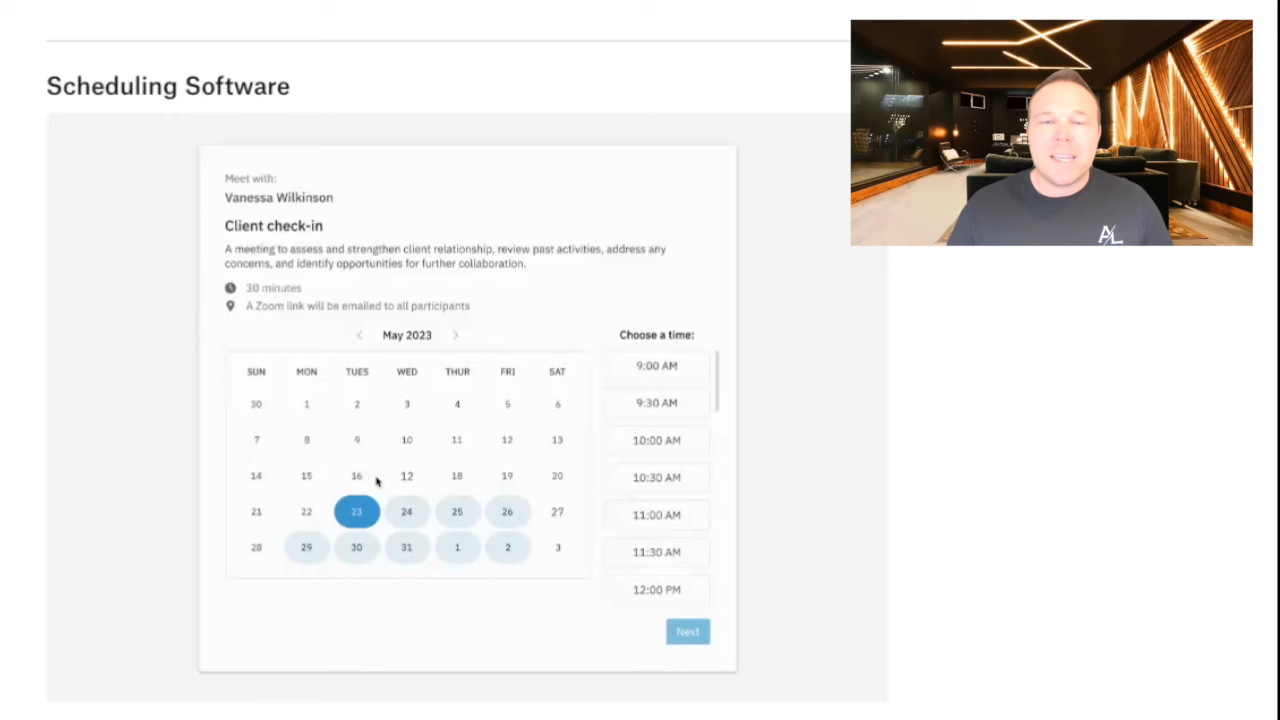 Scheduling Software
Meet with:
Vanessa Wilkinson
Client check-in
A meeting to assess and strengthen client relationship, review past activities, address any
concerns, and identify opportunities for further collaboration.
30 minutes
A Zoom link will be emailed to all participants
May 2023
SUN MON TUES WED THUR FRI SAT
30 1 2 3 4 5 6
7 8 9 10 11 12 13
14 15 16 12 18 19 20
21 22 23 24 25 26 27
28 29 30 31 1 2 3
Choose a time:
9:00 AM
9:30 AM
10:00 AM
10:30 AM
11:00 AM
11:30 AM
12:00 PM
Next
A/L